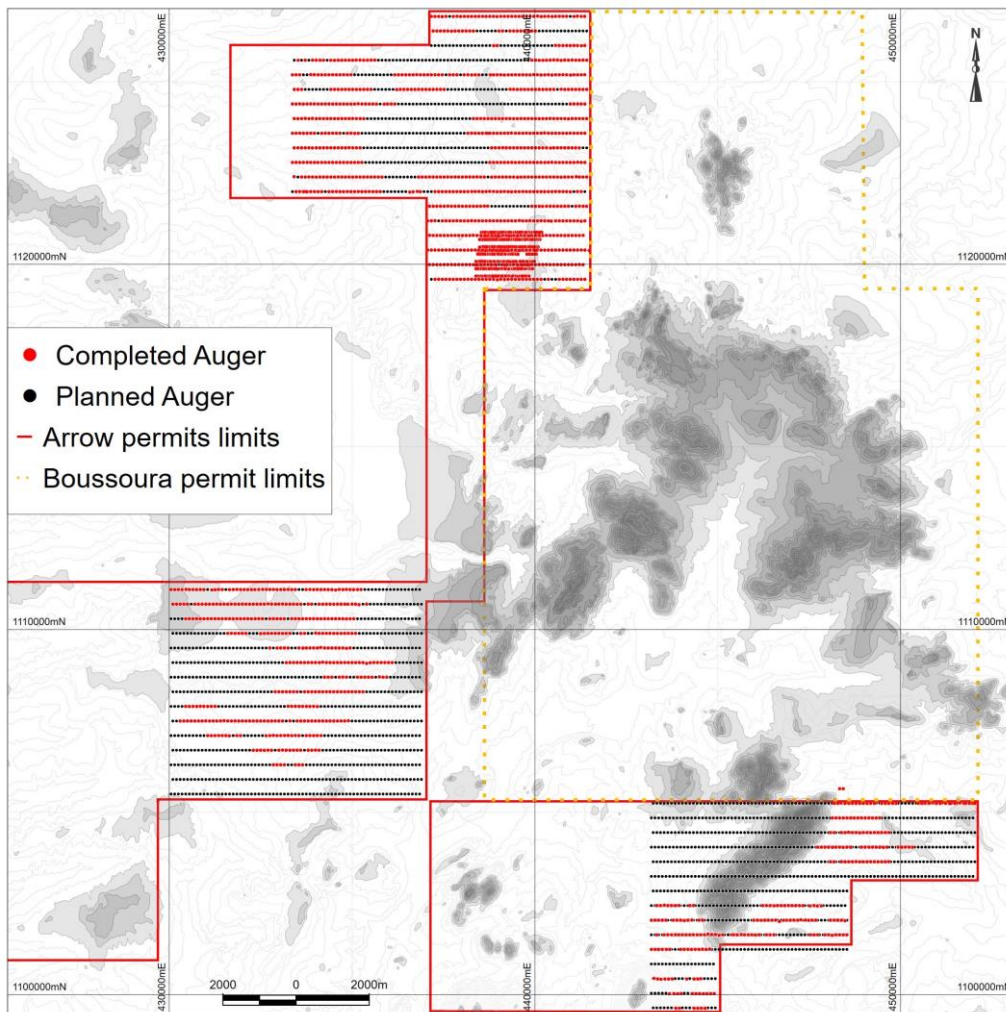 430000mE
440000mE
450000mE
N
1120000mN
1120000mN
Completed Auger
Planned Auger
Arrow permits limits
Boussoura permit limits
1110000mN
1110000mN
1100000mN
430000mE
2000
0
2000m
440000mE
450000mE
1100000mN